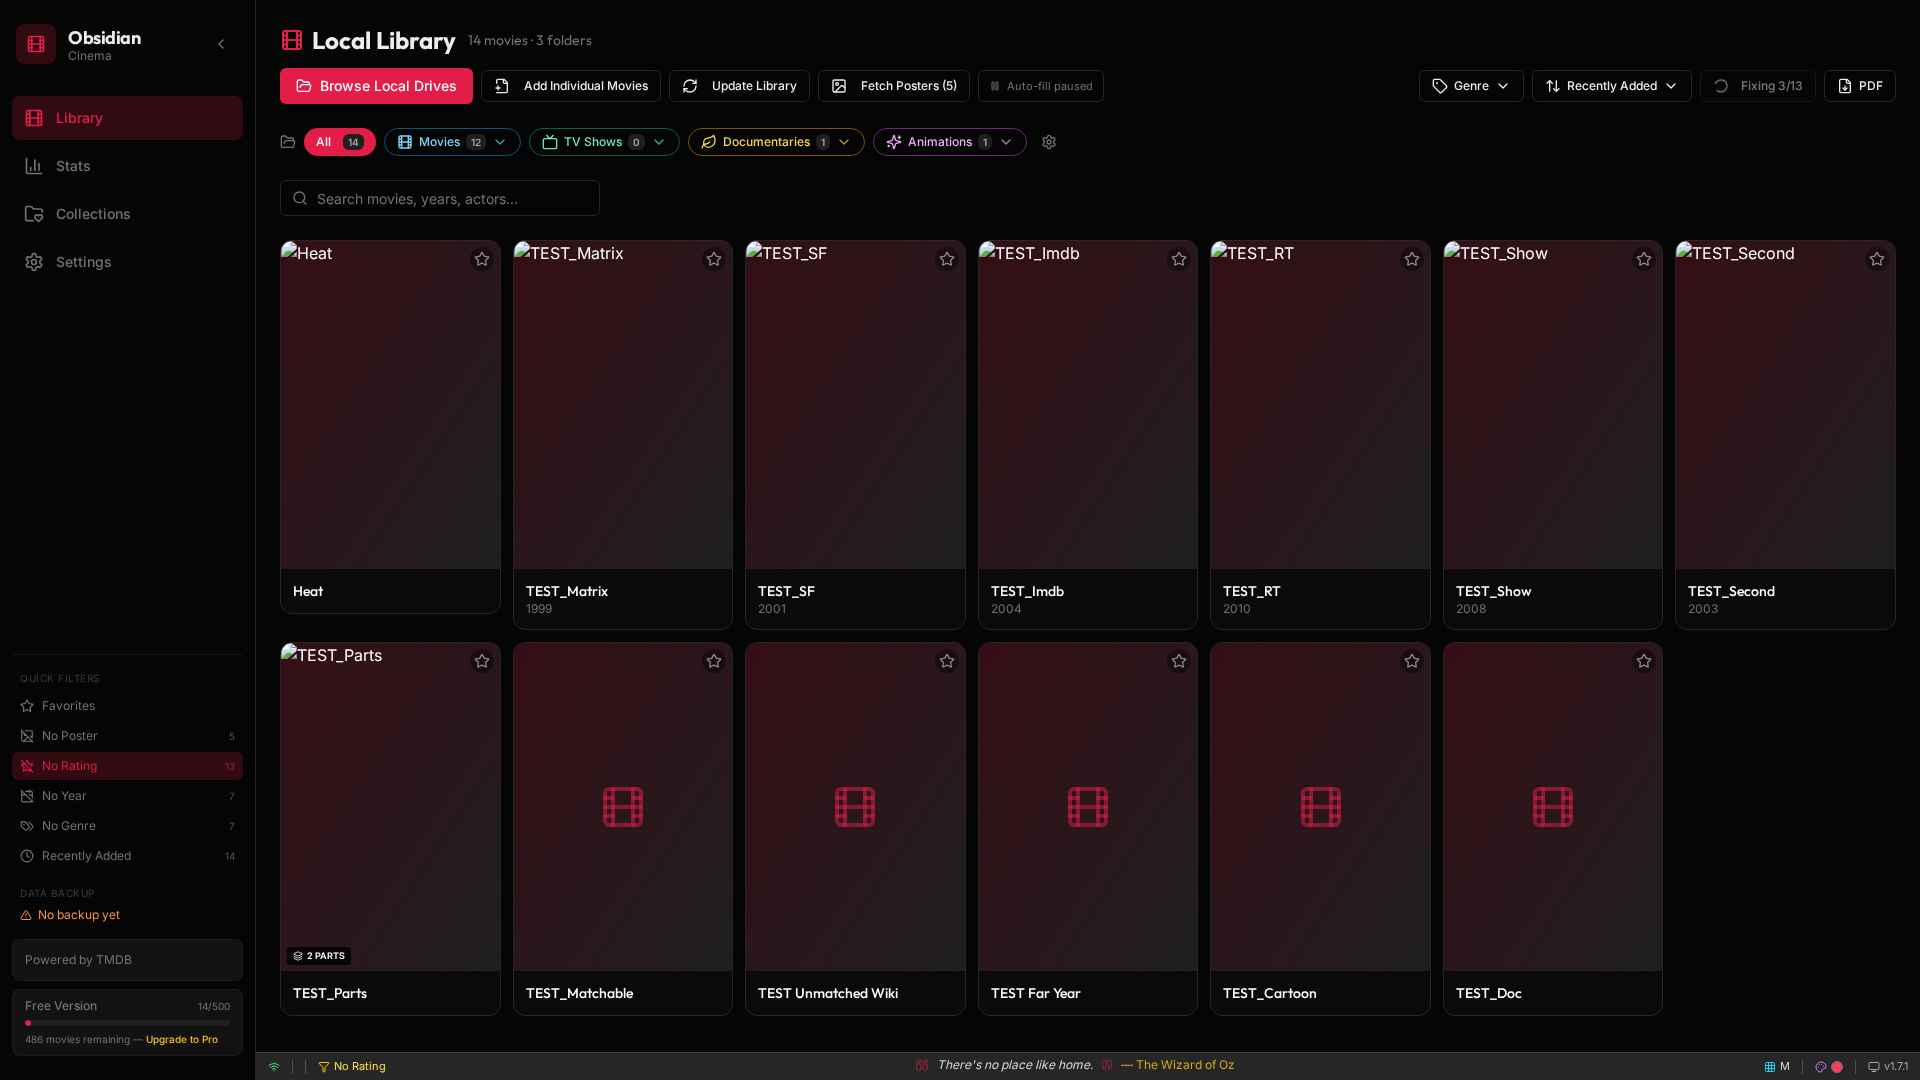 Obsidian
Cinema
Library
Stats
Collections
Settings
QUICK FILTERS
Favorites
No Poster 5
No Rating 13
No Year 7
No Genre 7
Recently Added 14
DATA BACKUP
No backup yet
Powered by TMDB
Free Version 14/500
486 movies remaining — Upgrade to Pro
Local Library 14 movies · 3 folders
Browse Local Drives Add Individual Movies Update Library Fetch Posters (5) Auto-fill paused Genre Recently Added Fixing 3/13 PDF
All 14 Movies 12 TV Shows 0 Documentaries 1 Animations 1
Search movies, years, actors...
Heat TEST_Matrix TEST_SF TEST_Imdb TEST_RT TEST_Show TEST_Second
Heat TEST_Matrix TEST_SF TEST_Imdb TEST_RT TEST_Show TEST_Second
1999 2001 2004 2010 2008 2003
TEST_Parts
2 PARTS
TEST_Parts TEST_Matchable TEST Unmatched Wiki TEST Far Year TEST_Cartoon TEST_Doc
No Rating There's no place like home. — The Wizard of Oz M v1.7.1